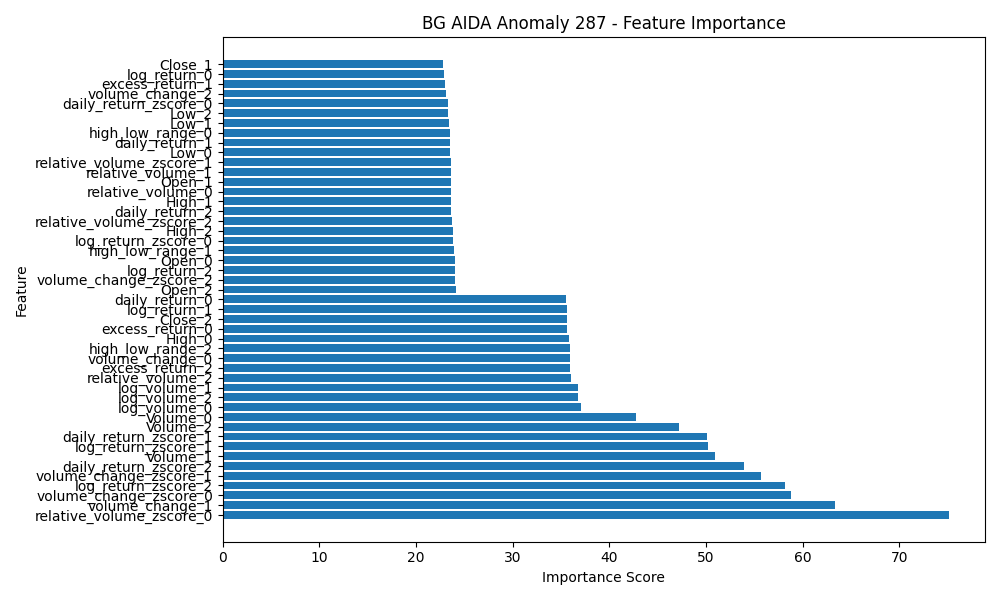 BG AIDA Anomaly 287 - Feature Importance
Close_1
log_return_0
excess_return_1
volume_change_2
daily_return_zscore_0
Low_2
Low_1
high_low_range_0
daily_return_1
Low_0
relative_volume_zscore_1
relative_volume_1
Open_1
relative_volume_0
High_1
daily_return_2
relative_volume_zscore_2
High_2
log_return_zscore_0
high_low_range_1
Open_0
log_return_2
volume_change_zscore_2
Open_2
daily_return_0
log_return_1
Close_2
excess_return_0
High_0
high_low_range_2
volume_change_0
excess_return_2
relative_volume_2
log_volume_1
log_volume_2
log_volume_0
Volume_0
Volume_2
daily_return_zscore_1
log_return_zscore_1
Volume_1
daily_return_zscore_2
volume_change_zscore_1
log_return_zscore_2
volume_change_zscore_0
volume_change_1
relative_volume_zscore_0
Feature
0 10 20 30 40 50 60 70
Importance Score